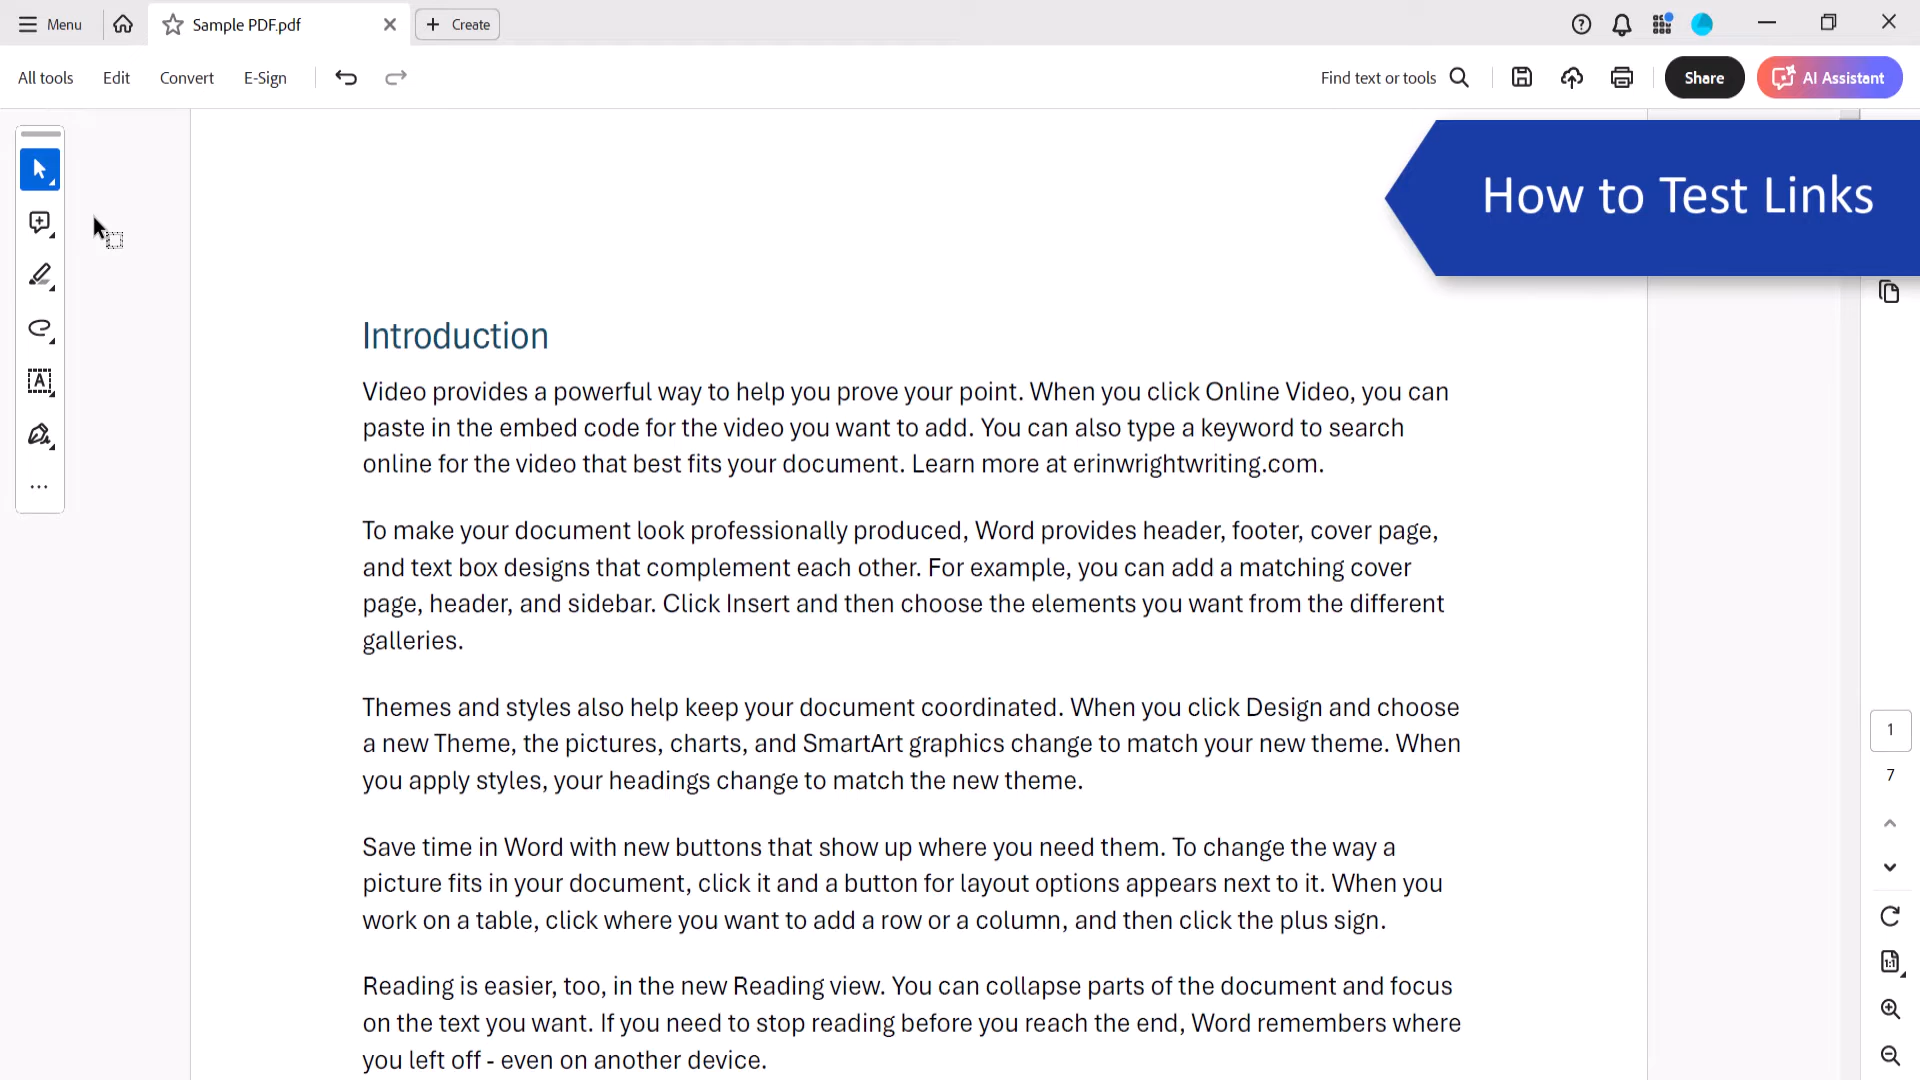 Menu
Sample PDF.pdf
Create
All tools
Edit
Convert
E-Sign
Find text or tools
Share
AI Assistant
How to Test Links
A
Introduction
Video provides a powerful way to help you prove your point. When you click Online Video, you can
paste in the embed code for the video you want to add. You can also type a keyword to search
online for the video that best fits your document. Learn more at erinwrightwriting.com.
To make your document look professionally produced, Word provides header, footer, cover page,
and text box designs that complement each other. For example, you can add a matching cover
page, header, and sidebar. Click Insert and then choose the elements you want from the different
galleries.
Themes and styles also help keep your document coordinated. When you click Design and choose
a new Theme, the pictures, charts, and SmartArt graphics change to match your new theme. When
you apply styles, your headings change to match the new theme.
Save time in Word with new buttons that show up where you need them. To change the way a
picture fits in your document, click it and a button for layout options appears next to it. When you
work on a table, click where you want to add a row or a column, and then click the plus sign.
Reading is easier, too, in the new Reading view. You can collapse parts of the document and focus
on the text you want. If you need to stop reading before you reach the end, Word remembers where
you left off - even on another device.
1
7
1:1